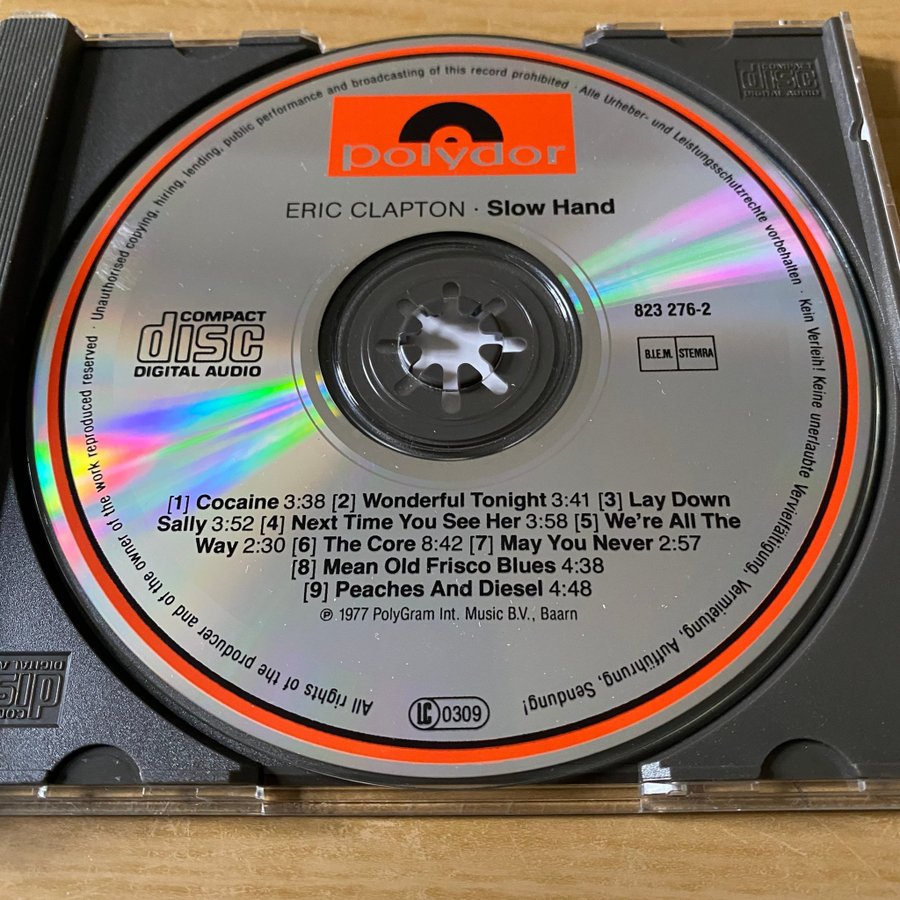 polydor
ERIC CLAPTON · Slow Hand
COMPACT
disc
DIGITAL AUDIO
823 276-2
B.I.E.M. STEMRA
[1] Cocaine 3:38 [2] Wonderful Tonight 3:41 [3] Lay Down
Sally 3:52 [4] Next Time You See Her 3:58 [5] We're All The
Way 2:30 [6] The Core 8:42 [7] May You Never 2:57
[8] Mean Old Frisco Blues 4:38
[9] Peaches And Diesel 4:48
℗ 1977 PolyGram Int. Music B.V., Baarn
LC 0309
All rights of the producer and of the owner of the work reproduced reserved · Unauthorised copying, hiring, lending, public performance and broadcasting of this record prohibited · Alle Urheber- und Leistungsschutzrechte vorbehalten · Kein Verleih! Keine unerlaubte Vervielfältigung, Vermietung, Aufführung, Sendung!
COMPACT
disc
DIGITAL AUDIO
COM
disc
DIGITAL A